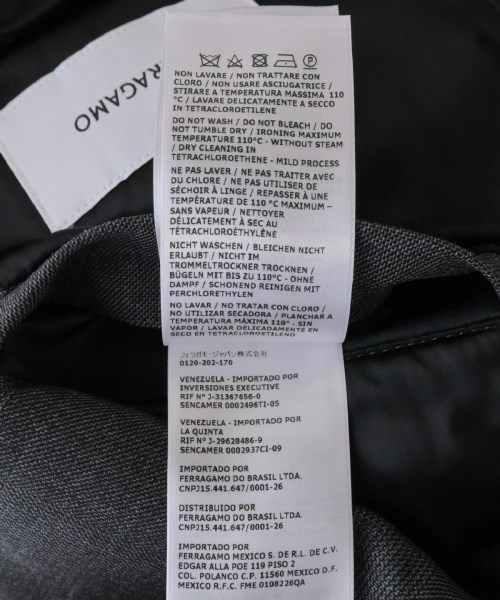 RAGAMO
NON LAVARE / NON TRATTARE CON
CLORO / NON USARE ASCIUGATRICE /
STIRARE A TEMPERATURA MASSIMA 110
°C / LAVARE DELICATAMENTE A SECCO
IN TETRACLOROETILENE
DO NOT WASH / DO NOT BLEACH / DO
NOT TUMBLE DRY / IRONING MAXIMUM
TEMPERATURE 110°C - WITHOUT STEAM
/ DRY CLEANING IN
TETRACHLOROETHENE - MILD PROCESS
NE PAS LAVER / NE PAS TRAITER AVEC
DU CHLORE / NE PAS UTILISER DE
SÉCHOIR À LINGE / REPASSER À UNE
TEMPÉRATURE DE 110 °C MAXIMUM –
SANS VAPEUR / NETTOYER
DÉLICATEMENT À SEC AU
TÉTRACHLOROÉTHYLÈNE
NICHT WASCHEN / BLEICHEN NICHT
ERLAUBT / NICHT IM
TROMMELTROCKNER TROCKNEN /
BÜGELN MIT BIS ZU 110°C - OHNE
DAMPF / SCHONEND REINIGEN MIT
PERCHLORETHYLEN
NO LAVAR / NO TRATAR CON CLORO /
NO UTILIZAR SECADORA / PLANCHAR A
TEMPERATURA MÁXIMA 110° - SIN
VAPOR / LAVAR DELICADAMENTE EN
SECO EN TETRACLOROETILENO
フェラガモ・ジャパン株式会社
0120-202-170
VENEZUELA - IMPORTADO POR
INVERSIONES EXECUTIVE
RIF Nº J-31367656-0
SENCAMER 0002496TI-05
VENEZUELA - IMPORTADO POR
LA QUINTA
RIF Nº J-29628486-9
SENCAMER 0002937CI-09
IMPORTADO POR
FERRAGAMO DO BRASIL LTDA.
CNPJ15.441.647/0001-26
DISTRIBUIDO POR
FERRAGAMO DO BRASIL LTDA.
CNPJ15.441.647/0001-26
IMPORTADO POR
FERRAGAMO MEXICO S. DE R.L. DE C.V.
EDGAR ALLA POE 119 PISO 2
COL. POLANCO C.P. 11560 MEXICO D.F.
MEXICO R.F.C. FME 0108226QA